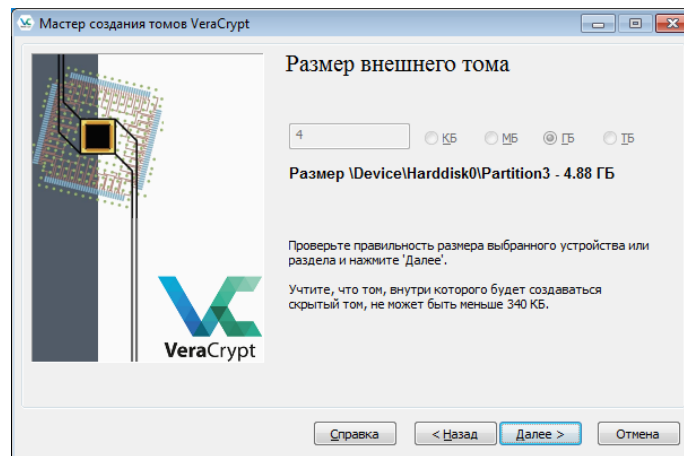 Мастер создания томов VeraCrypt
Размер внешнего тома
4
КБ
МБ
ГБ
ТБ
Размер \Device\Harddisk0\Partition3 - 4.88 ГБ
Проверьте правильность размера выбранного устройства или
раздела и нажмите 'Далее'.
Учтите, что том, внутри которого будет создаваться
скрытый том, не может быть меньше 340 КБ.
VeraCrypt
Справка
< Назад
Далее >
Отмена